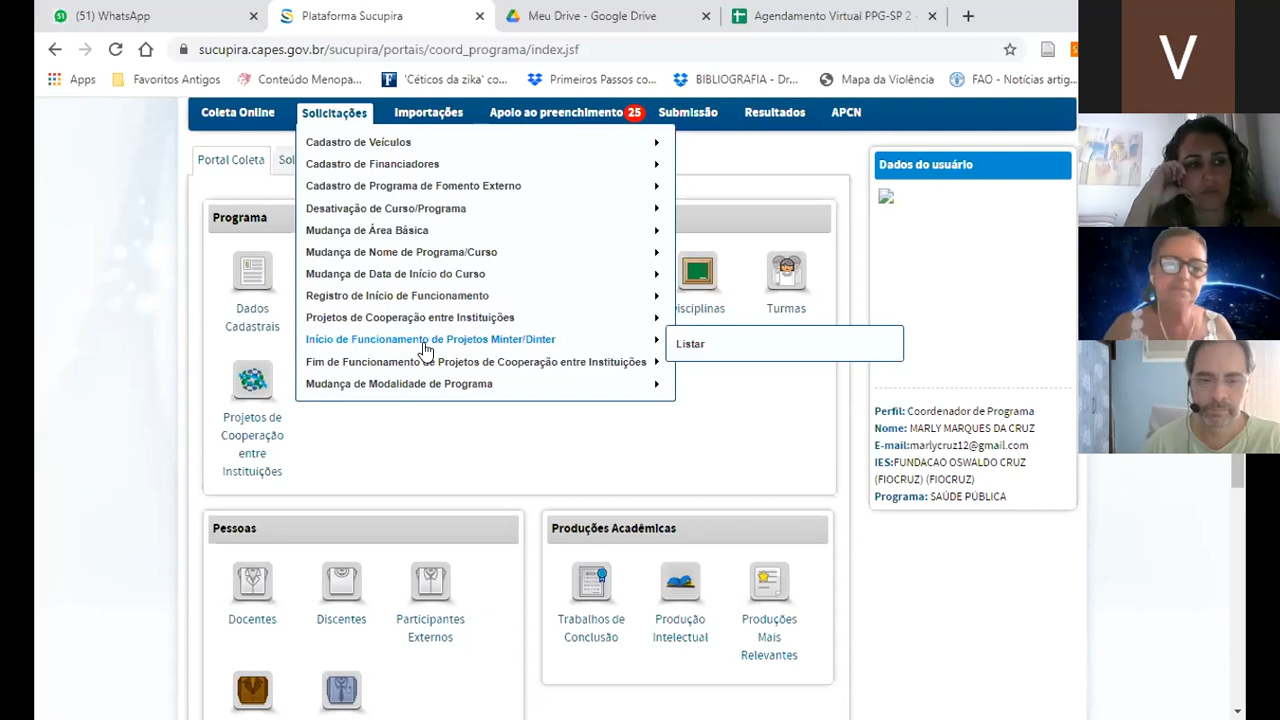 (51) WhatsApp
Plataforma Sucupira
Meu Drive - Google Drive
Agendamento Virtual PPG-SP 2 -
sucupira.capes.gov.br/sucupira/portais/coord_programa/index.jsf
Apps
Favoritos Antigos
Conteúdo Menopa...
'Céticos da zika' co...
Primeiros Passos co...
BIBLIOGRAFIA - Dr...
Mapa da Violência
FAO - Notícias artig...
V
Coleta Online
Solicitações
Importações
Apoio ao preenchimento 25
Submissão
Resultados
APCN
Portal Coleta
Sol
Cadastro de Veículos
Cadastro de Financiadores
Cadastro de Programa de Fomento Externo
Desativação de Curso/Programa
Mudança de Área Básica
Mudança de Nome de Programa/Curso
Mudança de Data de Início do Curso
Registro de Início de Funcionamento
Projetos de Cooperação entre Instituições
Início de Funcionamento de Projetos Minter/Dinter
Listar
Fim de Funcionamento de Projetos de Cooperação entre Instituições
Mudança de Modalidade de Programa
Programa
Dados
Cadastrais
Disciplinas
Turmas
Projetos de
Cooperação
entre
Instituições
Dados do usuário
Perfil: Coordenador de Programa
Nome: MARLY MARQUES DA CRUZ
E-mail:marlycruz12@gmail.com
IES:FUNDACAO OSWALDO CRUZ
(FIOCRUZ) (FIOCRUZ)
Programa: SAÚDE PÚBLICA
Pessoas
Docentes
Discentes
Participantes
Externos
Produções Acadêmicas
Trabalhos de
Conclusão
Produção
Intelectual
Produções
Mais
Relevantes